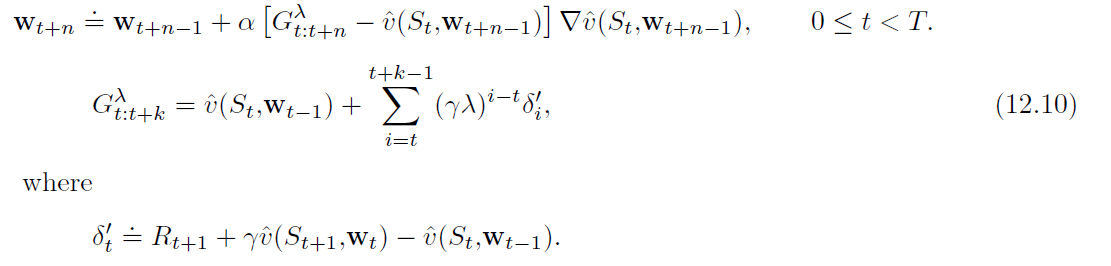 w_{t+n} ≐ w_{t+n−1} + α [G^λ_{t:t+n} − v̂(S_t,w_{t+n−1})] ∇v̂(S_t,w_{t+n−1}),    0 ≤ t < T.
G^λ_{t:t+k} = v̂(S_t,w_{t−1}) + ∑_{i=t}^{t+k−1} (γλ)^{i−t} δ′_i,    (12.10)
where
δ′_t ≐ R_{t+1} + γv̂(S_{t+1},w_t) − v̂(S_t,w_{t−1}).